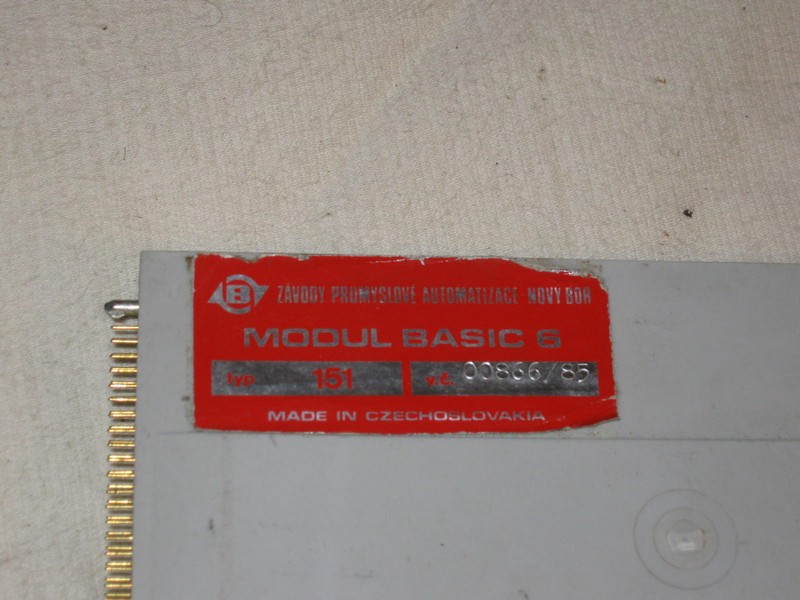 B ZÁVODY PRŮMYSLOVÉ AUTOMATIZACE NOVÝ BOR
MODUL BASIC 6
typ 151 v.č. 00866/85
MADE IN CZECHOSLOVAKIA